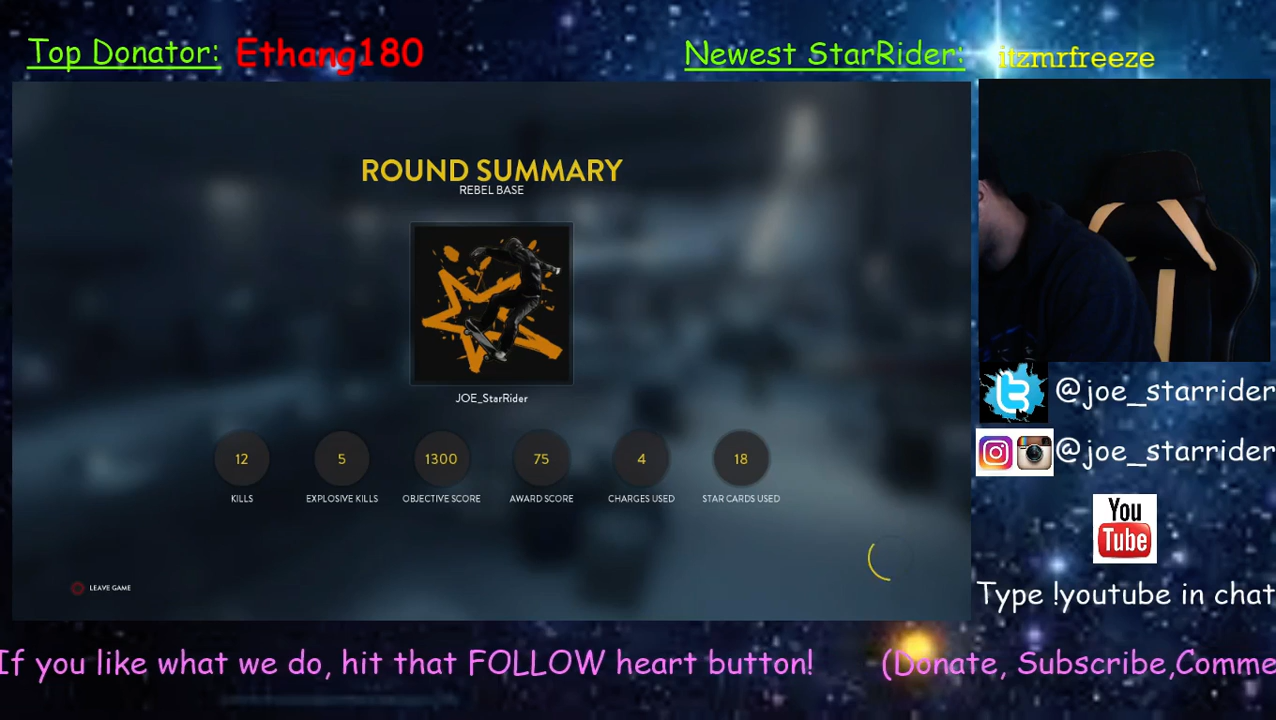 Top Donator: Ethang180
Newest StarRider: itzmrfreeze
ROUND SUMMARY
REBEL BASE
JOE_StarRider
12 5 1300 75 4 18
KILLS EXPLOSIVE KILLS OBJECTIVE SCORE AWARD SCORE CHARGES USED STAR CARDS USED
LEAVE GAME
@joe_starrider
@joe_starrider
You
Tube
Type !youtube in chat
If you like what we do, hit that FOLLOW heart button! (Donate, Subscribe,Comme